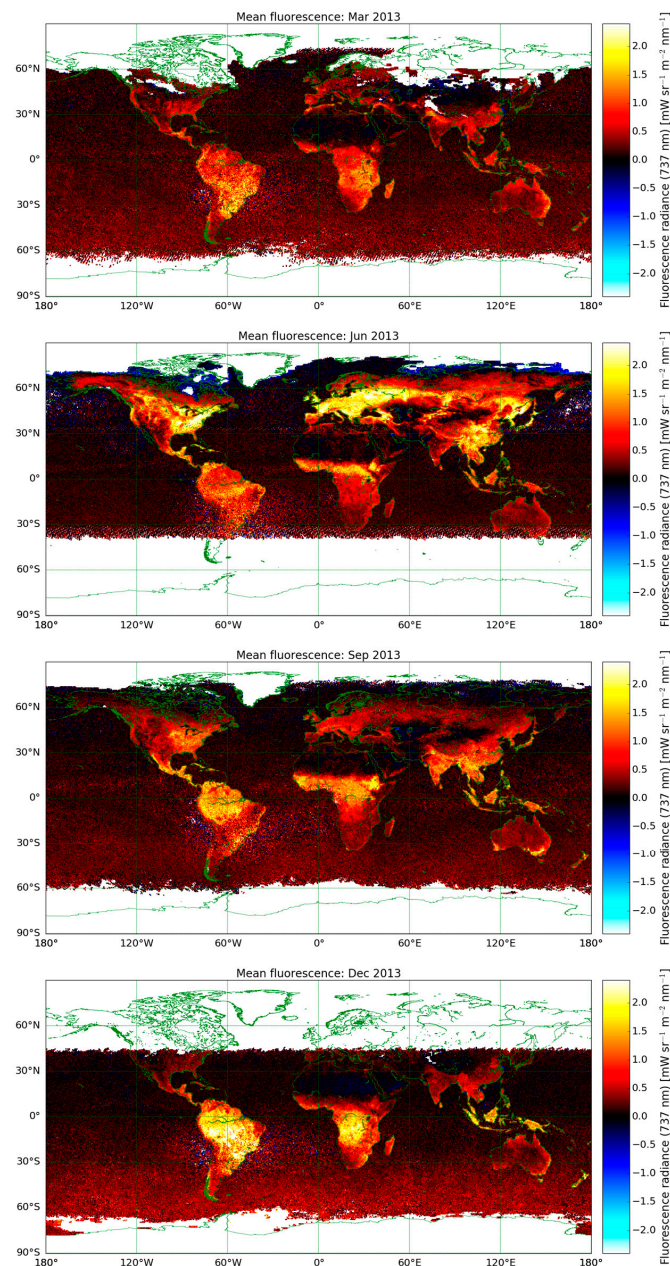 Mean fluorescence: Mar 2013
60°N
30°N
0°
30°S
60°S
90°S
180°
120°W
60°W
0°
60°E
120°E
180°
2.0
1.5
1.0
0.5
0.0
−0.5
−1.0
−1.5
−2.0
Fluorescence radiance (737 nm) [mW sr⁻¹ m⁻² nm⁻¹]
Mean fluorescence: Jun 2013
60°N
30°N
0°
30°S
60°S
90°S
180°
120°W
60°W
0°
60°E
120°E
180°
2.0
1.5
1.0
0.5
0.0
−0.5
−1.0
−1.5
−2.0
Fluorescence radiance (737 nm) [mW sr⁻¹ m⁻² nm⁻¹]
Mean fluorescence: Sep 2013
60°N
30°N
0°
30°S
60°S
90°S
180°
120°W
60°W
0°
60°E
120°E
180°
2.0
1.5
1.0
0.5
0.0
−0.5
−1.0
−1.5
−2.0
Fluorescence radiance (737 nm) [mW sr⁻¹ m⁻² nm⁻¹]
Mean fluorescence: Dec 2013
60°N
30°N
0°
30°S
60°S
90°S
180°
120°W
60°W
0°
60°E
120°E
180°
2.0
1.5
1.0
0.5
0.0
−0.5
−1.0
−1.5
−2.0
Fluorescence radiance (737 nm) [mW sr⁻¹ m⁻² nm⁻¹]